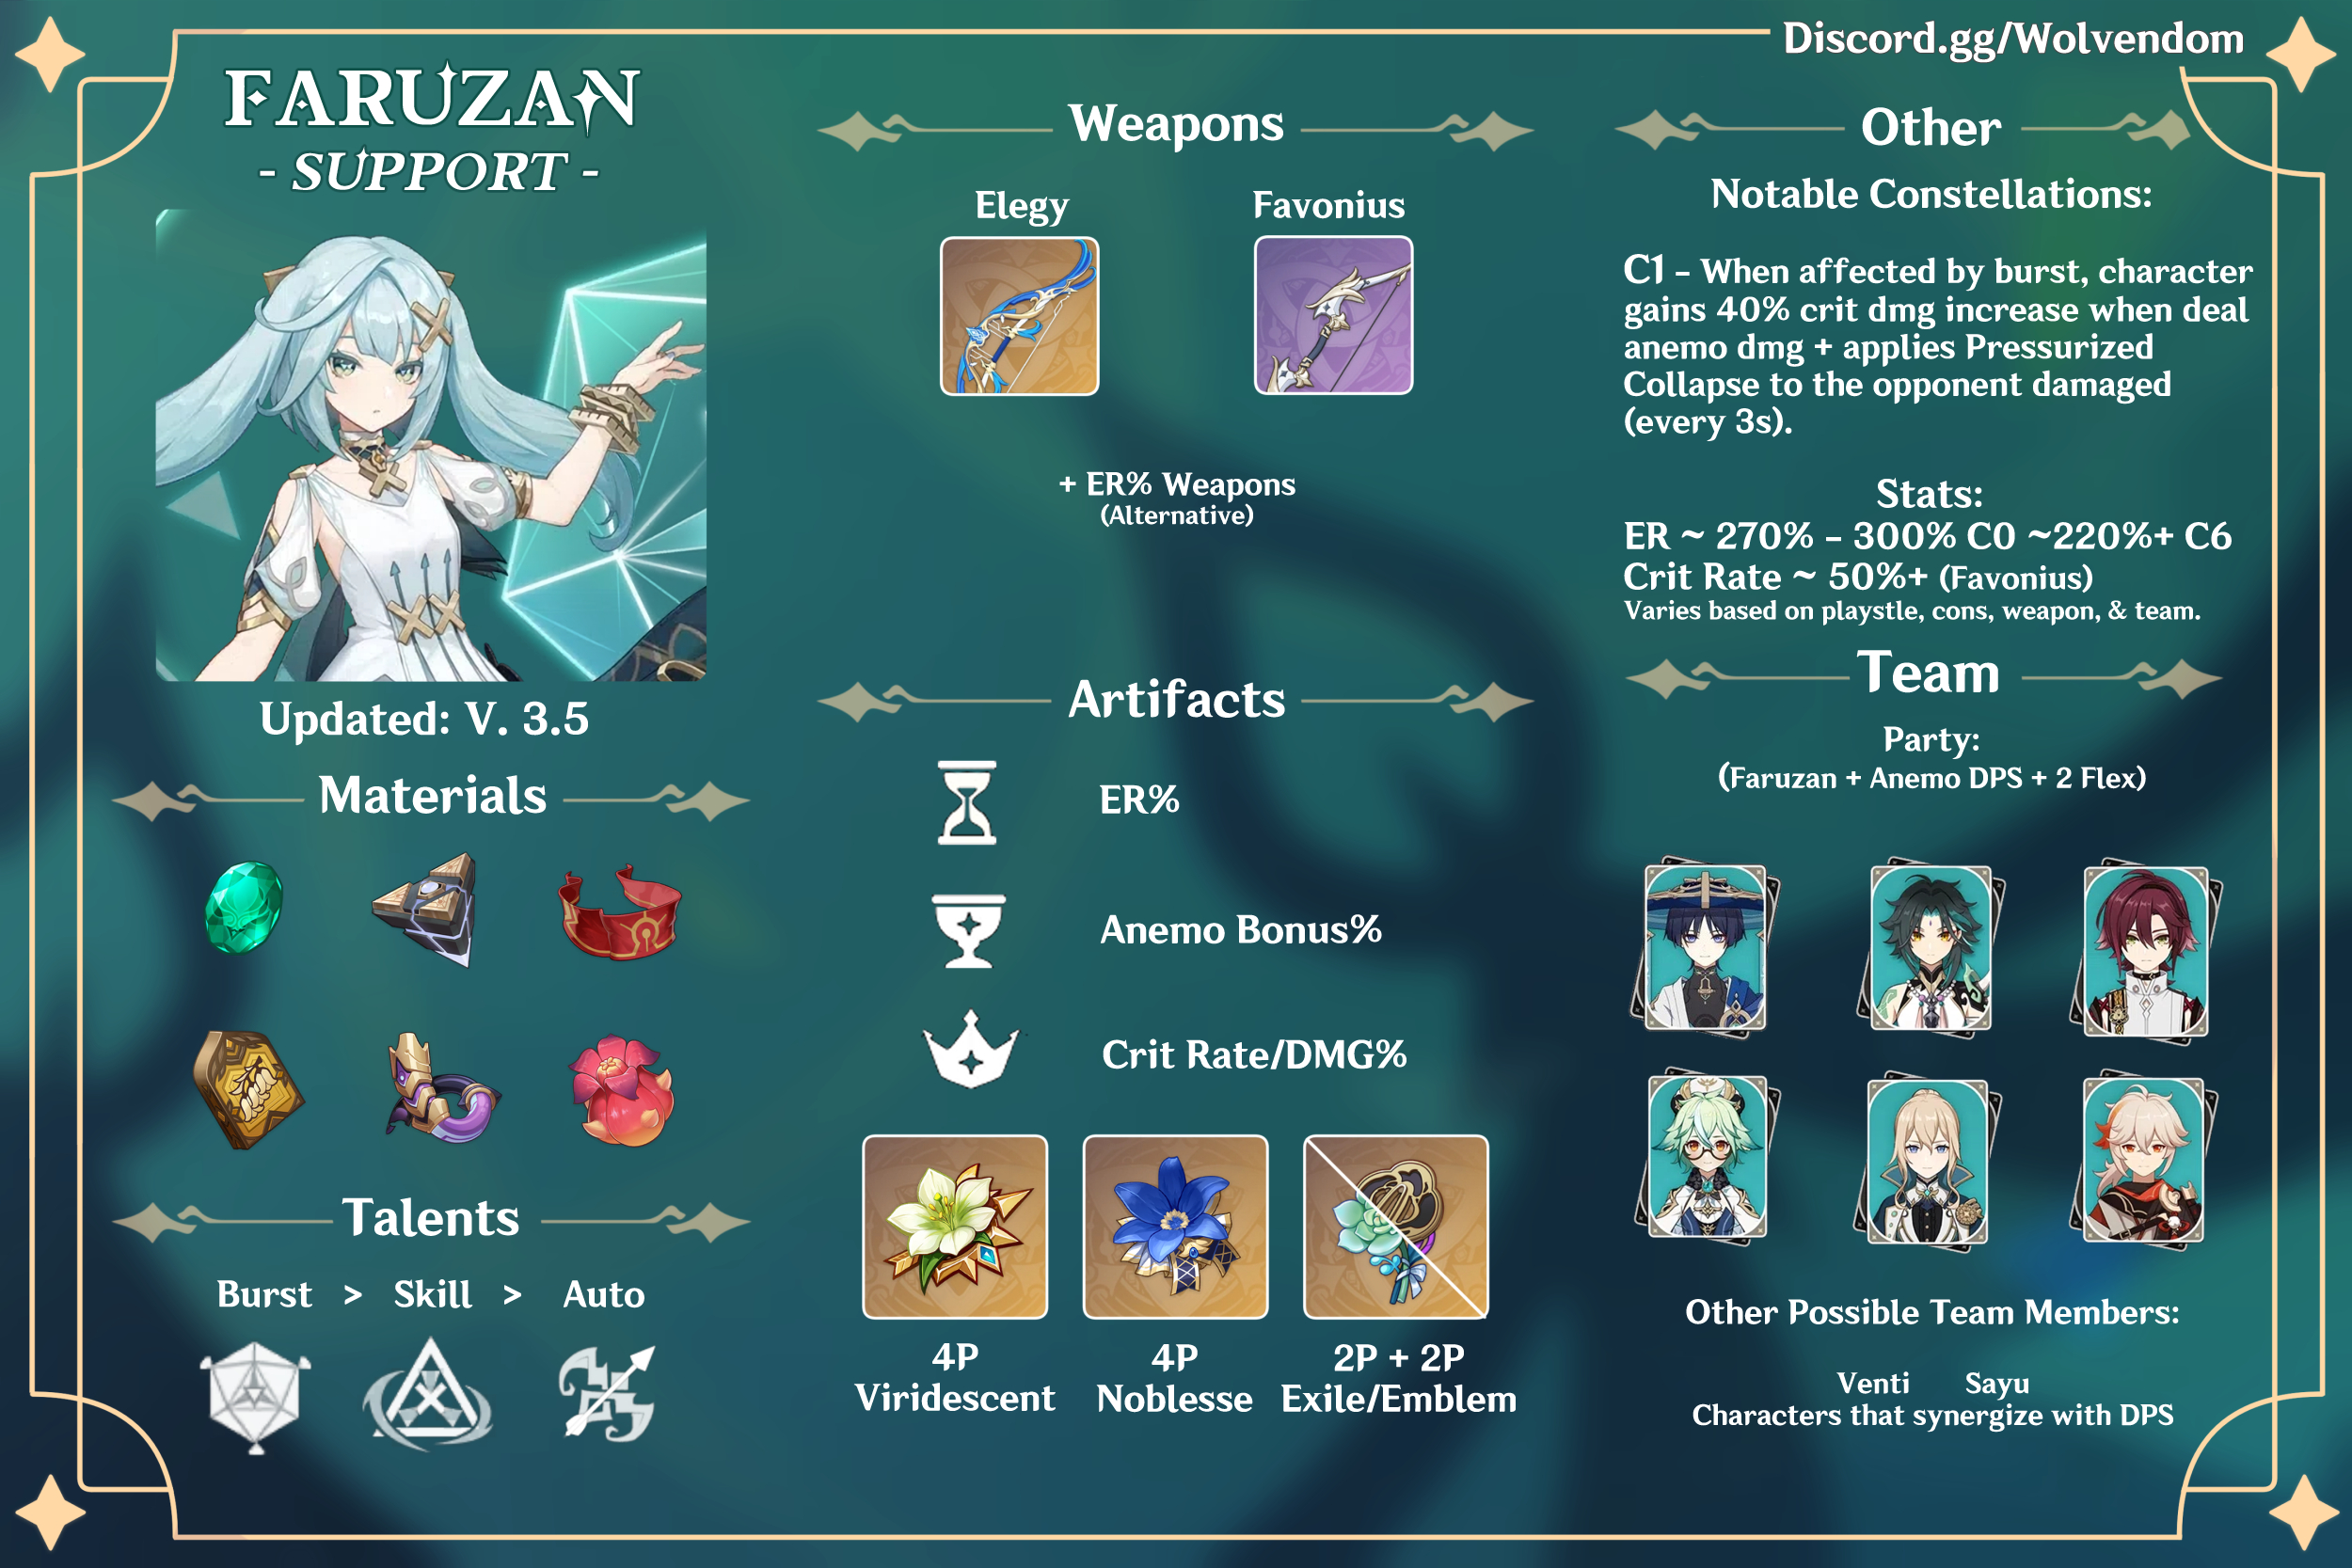 Discord.gg/Wolvendom
FARUZAN
- SUPPORT -
Updated: V. 3.5
Materials
Talents
Burst > Skill > Auto
Weapons
Elegy
Favonius
+ ER% Weapons
(Alternative)
Artifacts
ER%
Anemo Bonus%
Crit Rate/DMG%
4P
Viridescent
4P
Noblesse
2P + 2P
Exile/Emblem
Other
Notable Constellations:
C1 - When affected by burst, character
gains 40% crit dmg increase when deal
anemo dmg + applies Pressurized
Collapse to the opponent damaged
(every 3s).
Stats:
ER ~ 270% - 300% C0 ~220%+ C6
Crit Rate ~ 50%+ (Favonius)
Varies based on playstle, cons, weapon, & team.
Team
Party:
(Faruzan + Anemo DPS + 2 Flex)
Other Possible Team Members:
Venti Sayu
Characters that synergize with DPS